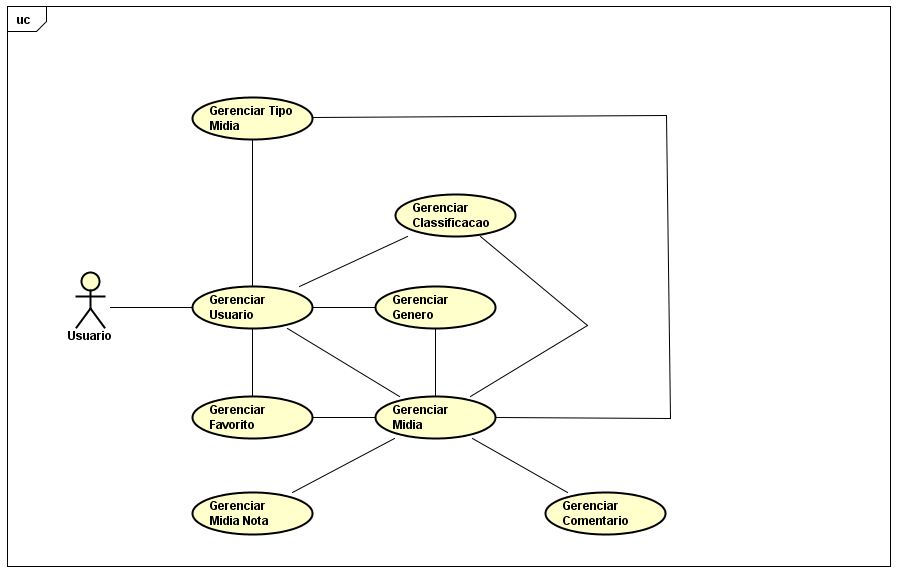 uc
Gerenciar Tipo
Midia
Gerenciar
Classificacao
Gerenciar
Usuario
Gerenciar
Genero
Usuario
Gerenciar
Favorito
Gerenciar
Midia
Gerenciar
Midia Nota
Gerenciar
Comentario